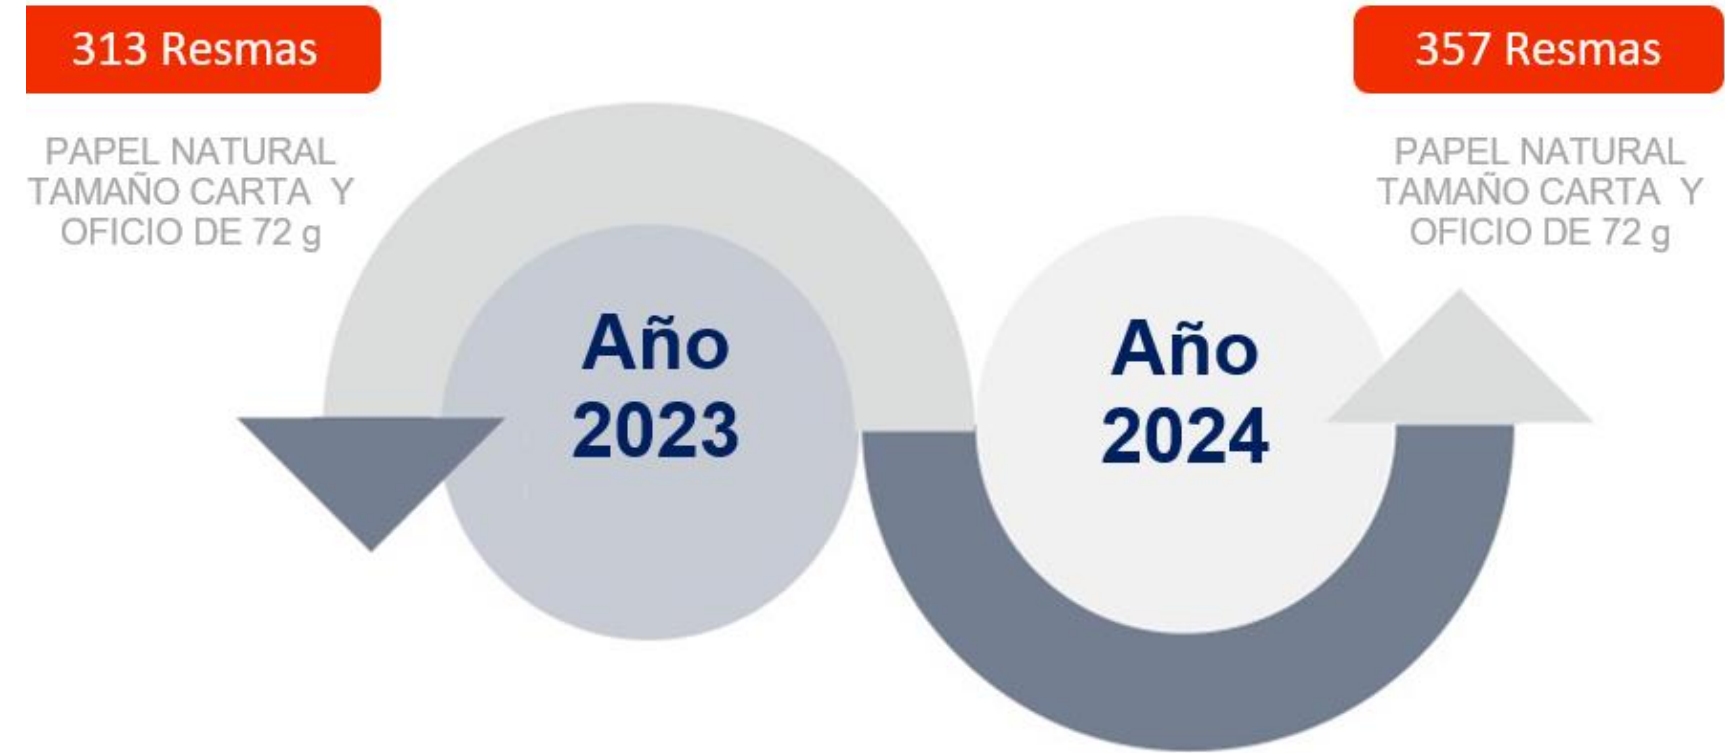 313 Resmas
PAPEL NATURAL
TAMAÑO CARTA Y
OFICIO DE 72 g
Año
2023
Año
2024
357 Resmas
PAPEL NATURAL
TAMAÑO CARTA Y
OFICIO DE 72 g